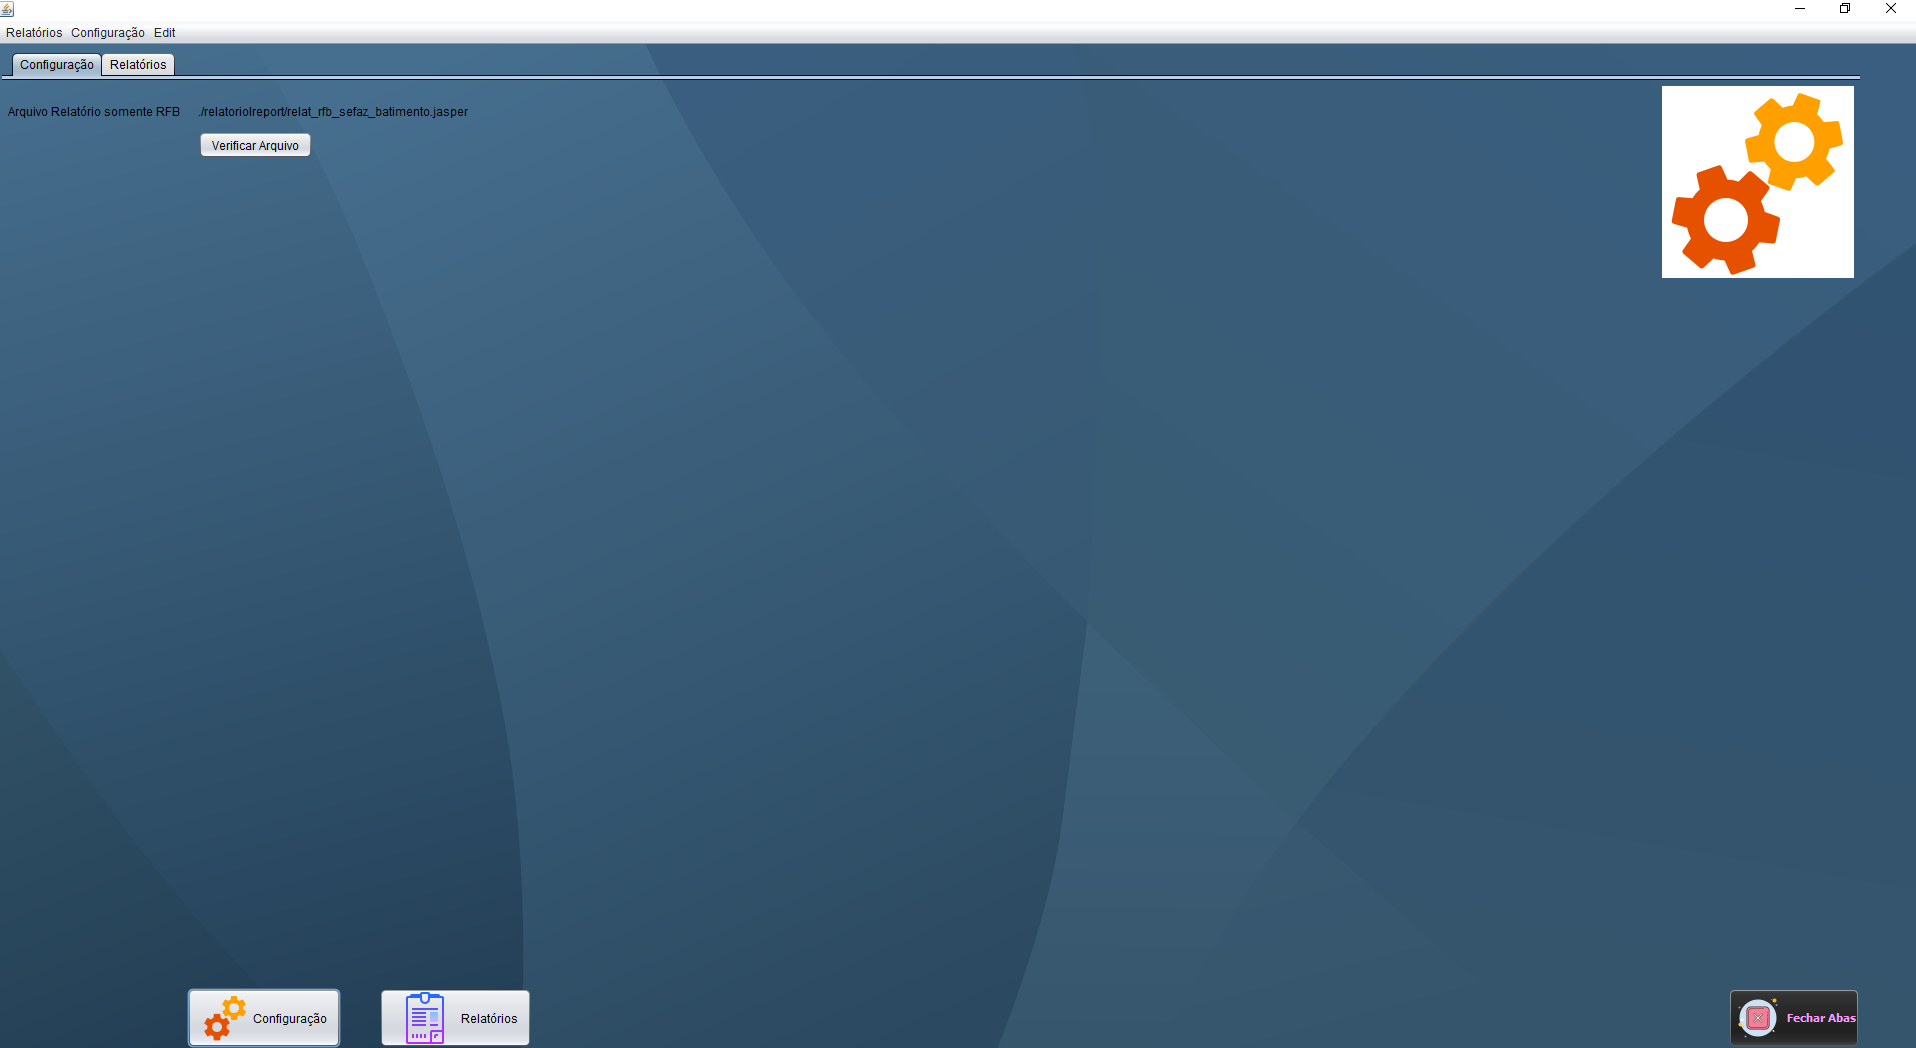 Relatórios Configuração Edit
Configuração Relatórios
Arquivo Relatório somente RFB ./relatoriolreport/relat_rfb_sefaz_batimento.jasper
Verificar Arquivo
Configuração Relatórios Fechar Abas